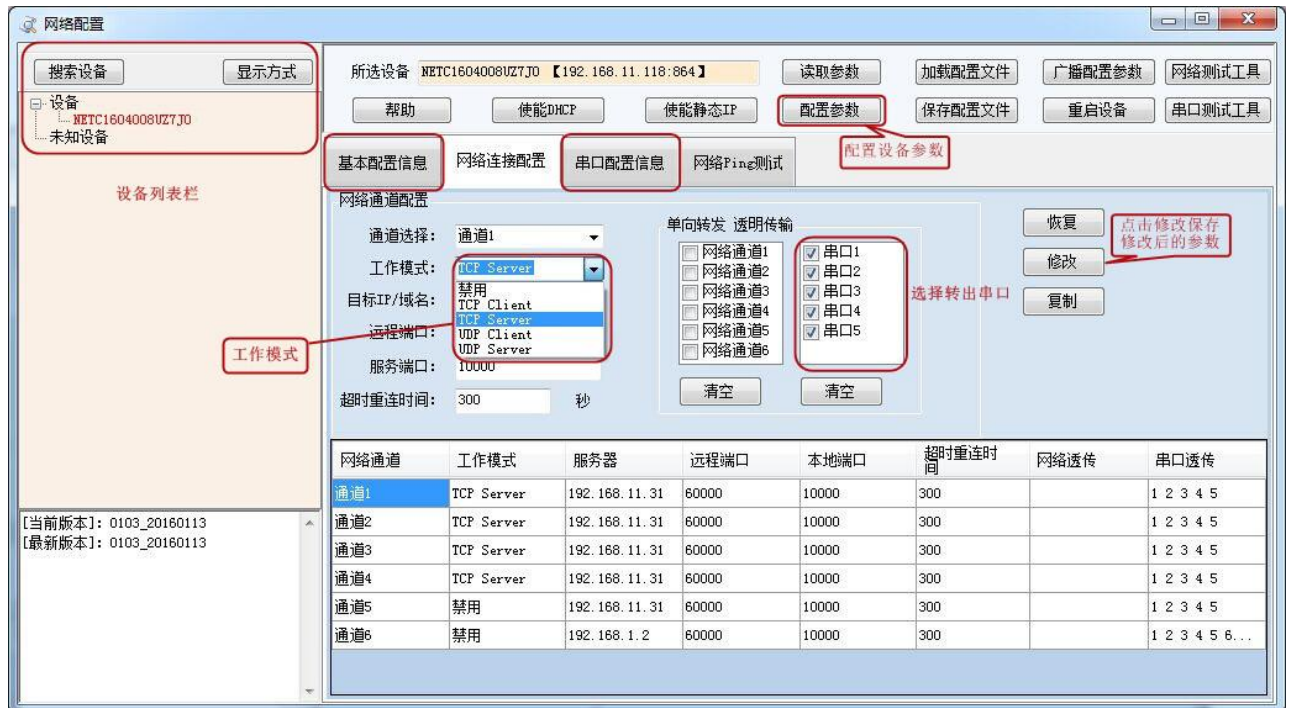 网络配置
搜索设备 显示方式
设备
NETC1604008UZ7J0
未知设备
设备列表栏
所选设备 NETC1604008UZ7J0 【192.168.11.118:864】 读取参数 加载配置文件 广播配置参数 网络测试工具
帮助 使能DHCP 使能静态IP 配置参数 保存配置文件 重启设备 串口测试工具
配置设备参数
基本配置信息 网络连接配置 串口配置信息 网络Ping测试
网络通道配置
通道选择: 通道1
工作模式: TCP Server
禁用
TCP Client
TCP Server
UDP Client
UDP Server
目标IP/域名:
远程端口:
服务端口: 10000
超时重连时间: 300 秒
工作模式
单向转发 透明传输
网络通道1 串口1
网络通道2 串口2
网络通道3 串口3
网络通道4 串口4
网络通道5 串口5
网络通道6
清空 清空
选择转出串口
恢复
修改
复制
点击修改保存
修改后的参数
网络通道 工作模式 服务器 远程端口 本地端口 超时重连时间 网络透传 串口透传
通道1 TCP Server 192.168.11.31 60000 10000 300 1 2 3 4 5
通道2 TCP Server 192.168.11.31 60000 10000 300 1 2 3 4 5
通道3 TCP Server 192.168.11.31 60000 10000 300 1 2 3 4 5
通道4 TCP Server 192.168.11.31 60000 10000 300 1 2 3 4 5
通道5 禁用 192.168.11.31 60000 10000 300 1 2 3 4 5
通道6 禁用 192.168.1.2 60000 10000 300 1 2 3 4 5 6...
[当前版本]: 0103_20160113
[最新版本]: 0103_20160113